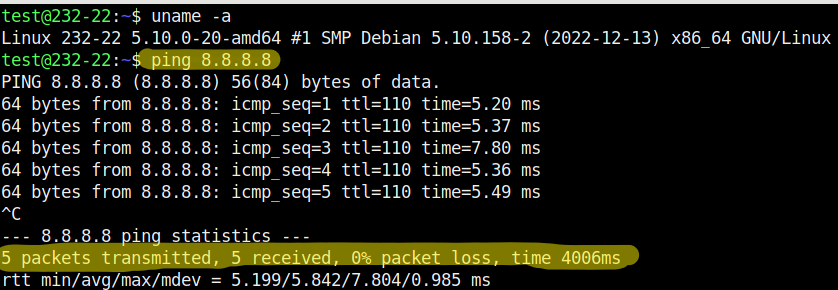 test@232-22:~$ uname -a
Linux 232-22 5.10.0-20-amd64 #1 SMP Debian 5.10.158-2 (2022-12-13) x86_64 GNU/Linux
test@232-22:~$ ping 8.8.8.8
PING 8.8.8.8 (8.8.8.8) 56(84) bytes of data.
64 bytes from 8.8.8.8: icmp_seq=1 ttl=110 time=5.20 ms
64 bytes from 8.8.8.8: icmp_seq=2 ttl=110 time=5.37 ms
64 bytes from 8.8.8.8: icmp_seq=3 ttl=110 time=7.80 ms
64 bytes from 8.8.8.8: icmp_seq=4 ttl=110 time=5.36 ms
64 bytes from 8.8.8.8: icmp_seq=5 ttl=110 time=5.49 ms
^C
--- 8.8.8.8 ping statistics ---
5 packets transmitted, 5 received, 0% packet loss, time 4006ms
rtt min/avg/max/mdev = 5.199/5.842/7.804/0.985 ms